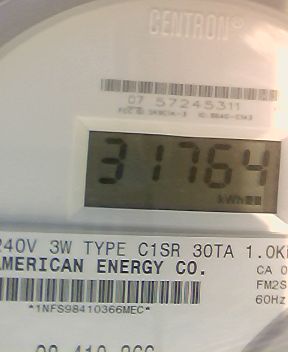 CENTRON®
07 57245311
31764
kWh
240V 3W TYPE C1SR 30TA 1.0K
AMERICAN ENERGY CO.
CA 0
FM2S
60Hz
*1NFS98410366MEC*